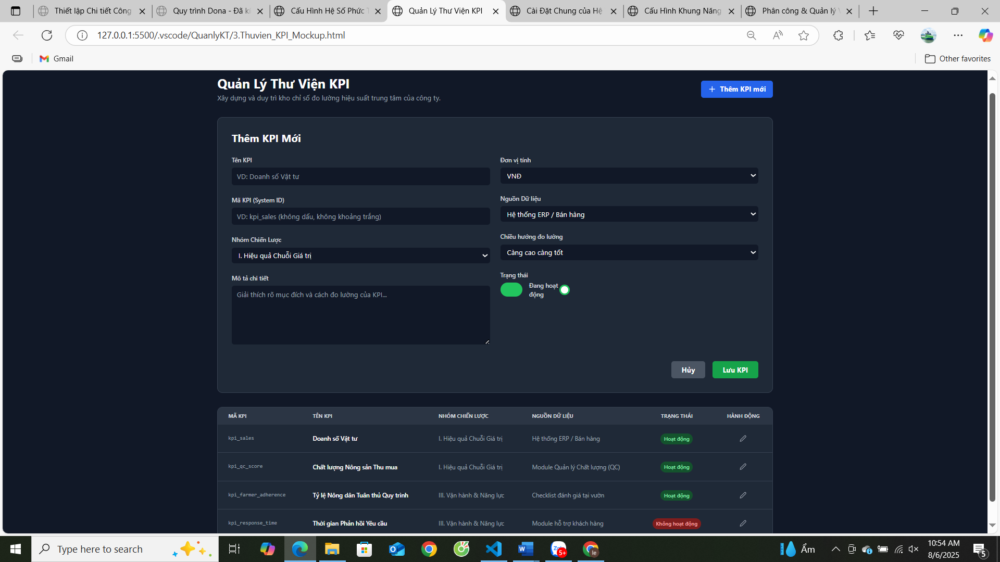 Thiết lập Chi tiết Công
Quy trình Dona - Đã kí
Cấu Hình Hệ Số Phức T
Quản Lý Thư Viện KPI
Cài Đặt Chung của Hệ
Cấu Hình Khung Năng
Phân công & Quản lý V
127.0.0.1:5500/.vscode/QuanlyKT/3.Thuvien_KPI_Mockup.html
Gmail
Other favorites
Quản Lý Thư Viện KPI
Xây dựng và duy trì kho chỉ số đo lường hiệu suất trung tâm của công ty.
Thêm KPI mới
Thêm KPI Mới
Tên KPI
VD: Doanh số Vật tư
Mã KPI (System ID)
VD: kpi_sales (không dấu, không khoảng trắng)
Nhóm Chiến Lược
I. Hiệu quả Chuỗi Giá trị
Mô tả chi tiết
Giải thích rõ mục đích và cách đo lường của KPI...
Đơn vị tính
VNĐ
Nguồn Dữ liệu
Hệ thống ERP / Bán hàng
Chiều hướng đo lường
Càng cao càng tốt
Trạng thái
Đang hoạt
động
Hủy
Lưu KPI
MÃ KPI TÊN KPI NHÓM CHIẾN LƯỢC NGUỒN DỮ LIỆU TRẠNG THÁI HÀNH ĐỘNG
kpi_sales Doanh số Vật tư I. Hiệu quả Chuỗi Giá trị Hệ thống ERP / Bán hàng Hoạt động
kpi_qc_score Chất lượng Nông sản Thu mua I. Hiệu quả Chuỗi Giá trị Module Quản lý Chất lượng (QC) Hoạt động
kpi_farmer_adherence Tỷ lệ Nông dân Tuân thủ Quy trình III. Vận hành & Năng lực Checklist đánh giá tại vườn Hoạt động
kpi_response_time Thời gian Phản hồi Yêu cầu III. Vận hành & Năng lực Module hỗ trợ khách hàng Không hoạt động
Type here to search
5+
Ẩm
10:54 AM
8/6/2025
5